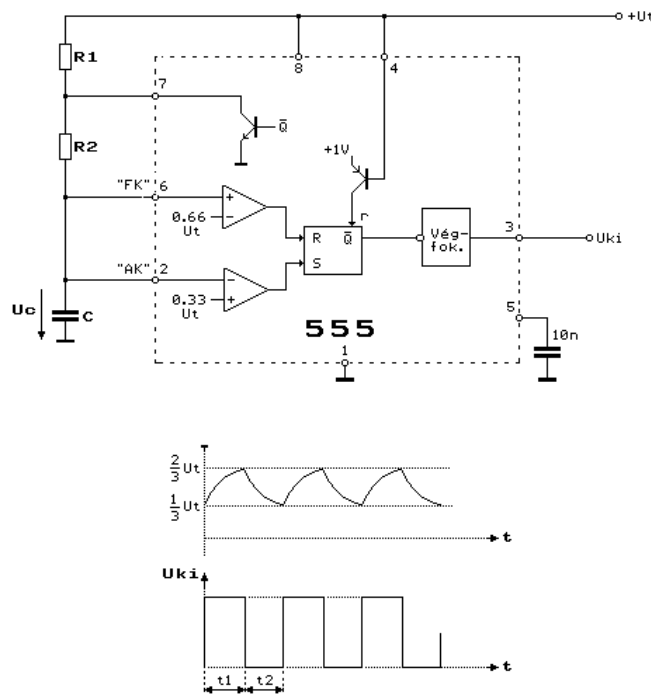 +Ut
R1
8
4
7
Q̅
R2
+1V
"FK" 6
+
0.66
Ut
−
r
R Q̅
S
Vég-
fok.
3
Uki
"AK" 2
−
0.33
Ut
+
Uc
C
5
555
10n
1
2/3 Ut
1/3 Ut
t
Uki
t
t1 t2